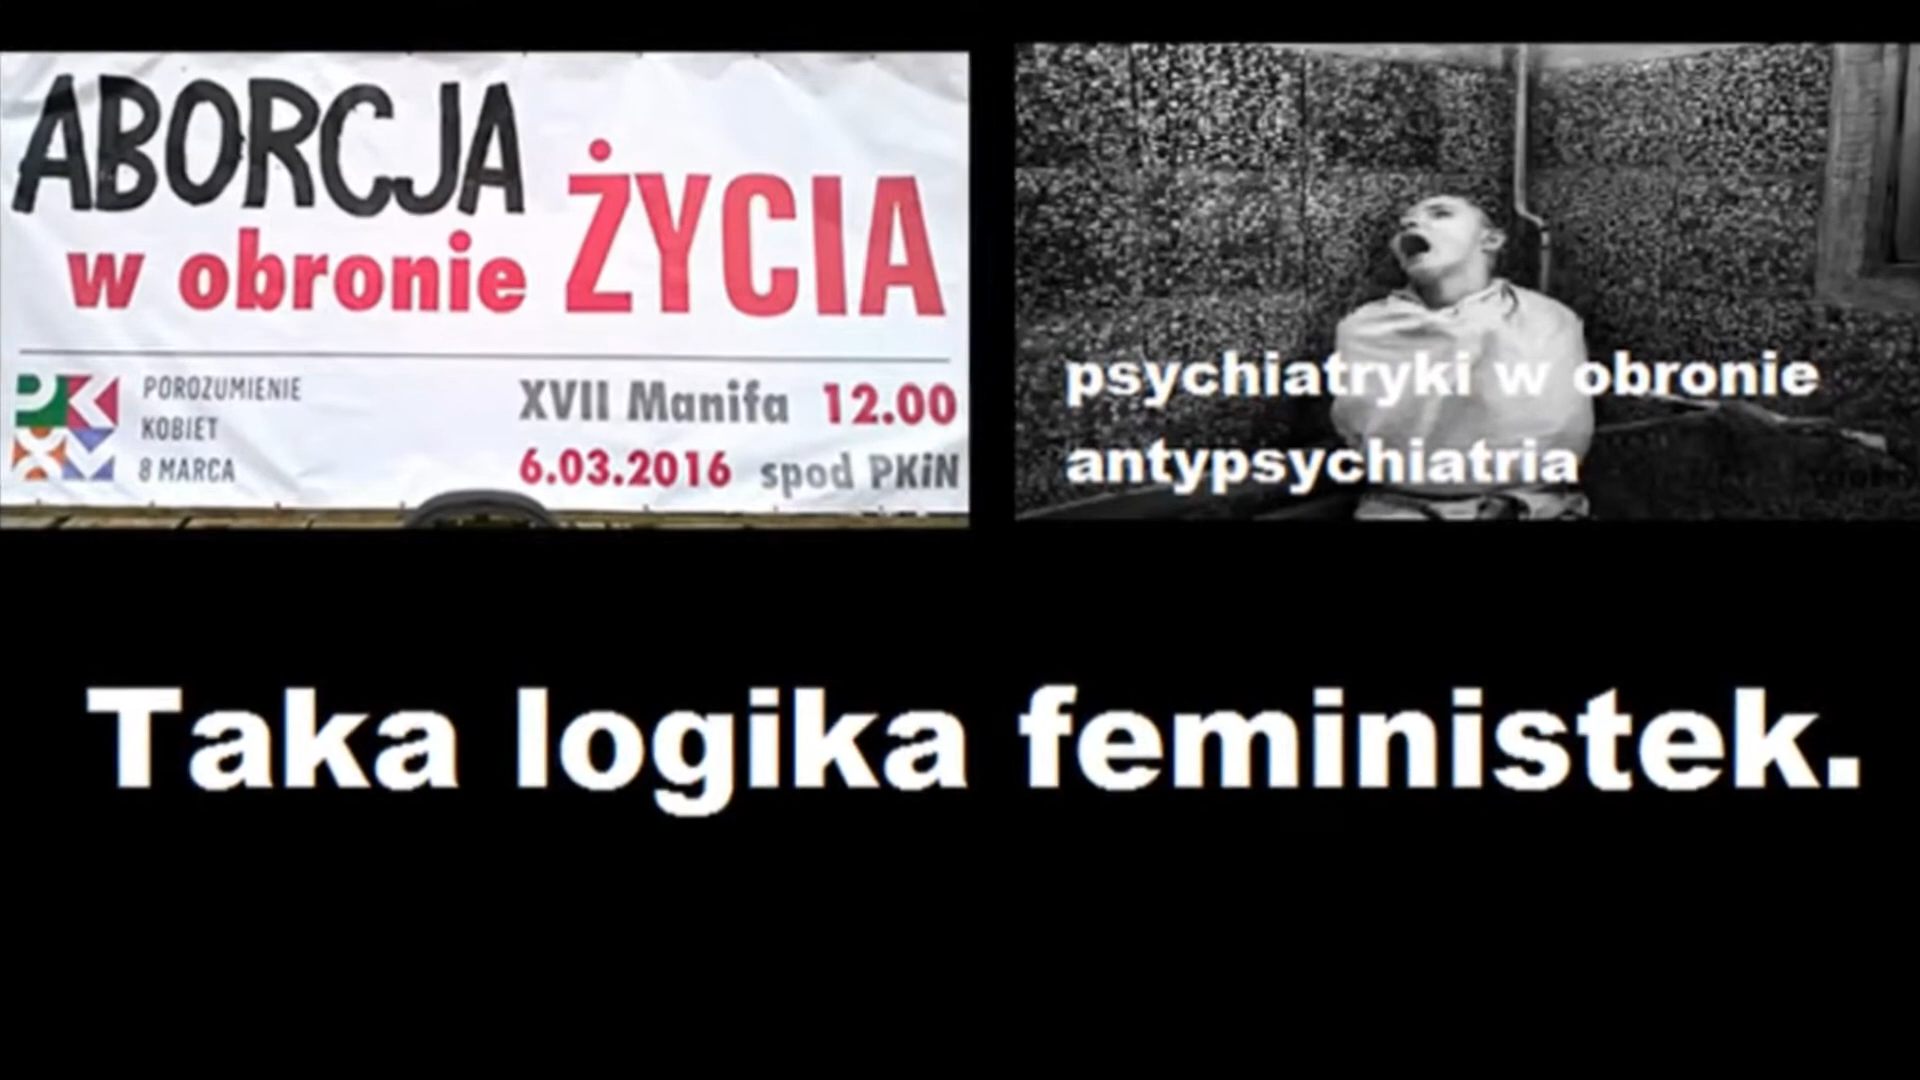 ABORCJA
w obronie ŻYCIA
POROZUMIENIE
KOBIET
8 MARCA
XVII Manifa 12.00
6.03.2016 spod PKiN
psychiatryki w obronie
antypsychiatria
Taka logika feministek.